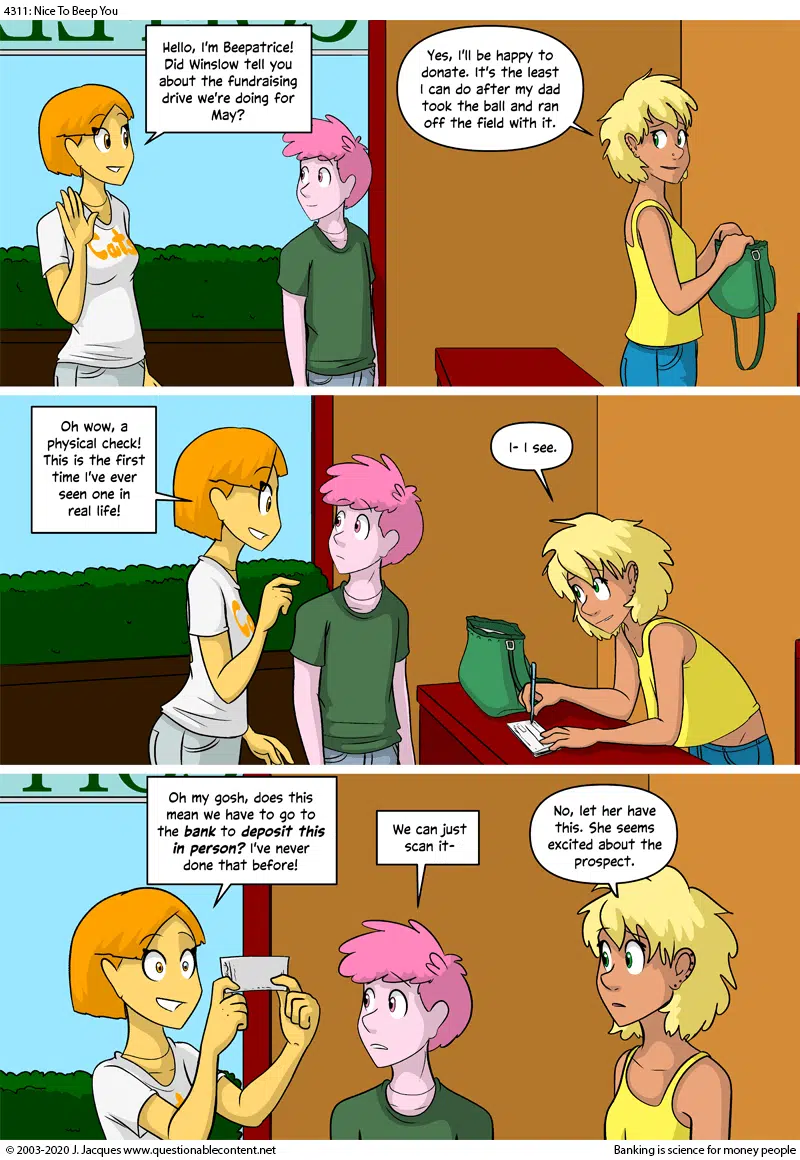 4311: Nice To Beep You
Hello, I'm Beepatrice!
Did Winslow tell you
about the fundraising
drive we're doing for
May?
Yes, I'll be happy to
donate. It's the least
I can do after my dad
took the ball and ran
off the field with it.
Cats
Oh wow, a
physical check!
This is the first
time I've ever
seen one in
real life!
I- I see.
Oh my gosh, does this
mean we have to go to
the bank to deposit this
in person? I've never
done that before!
We can just
scan it-
No, let her have
this. She seems
excited about the
prospect.
© 2003-2020 J. Jacques www.questionablecontent.net
Banking is science for money people